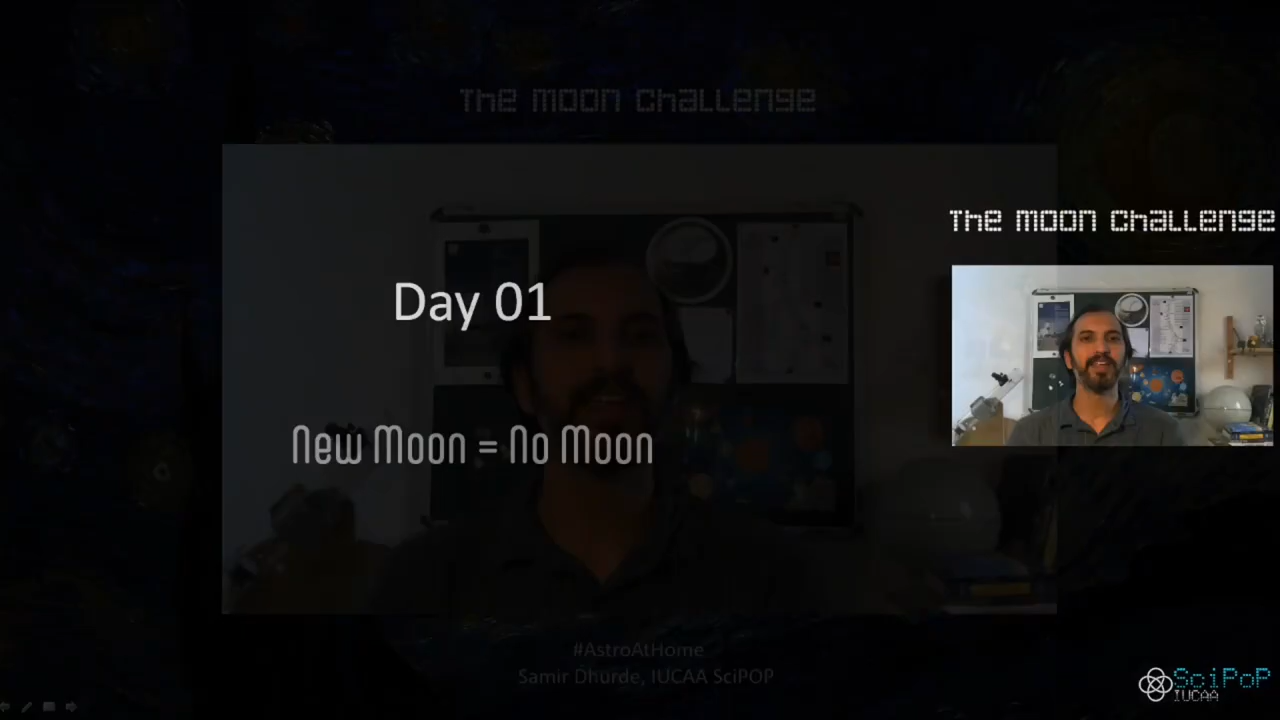 The Moon Challenge
The Moon Challenge
Day 01
New Moon = No Moon
#AstroAtHome
Samir Dhurde, IUCAA SciPOP
SciPoP
IUCAA